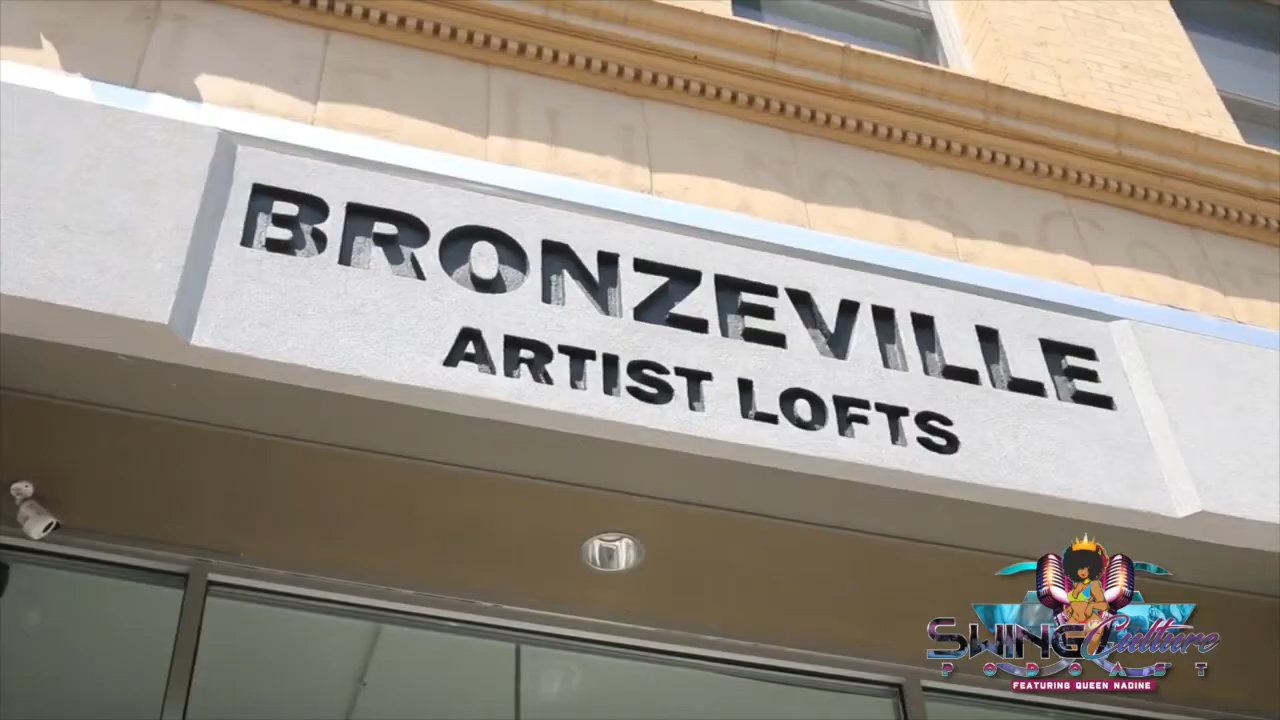 BRONZEVILLE
ARTIST LOFTS
SWING Culture
PODCAST
FEATURING QUEEN NADINE